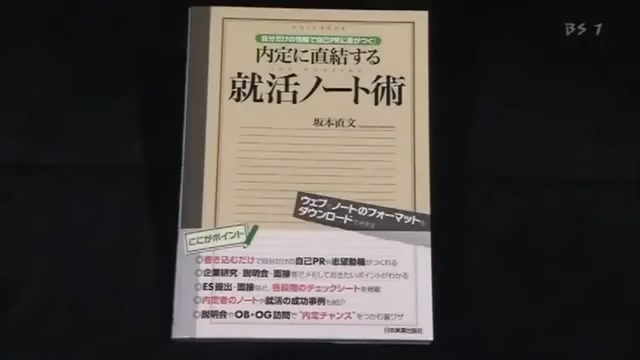 BS 1
自分だけの情報で自己PRに差がつく!
内定に直結する
就活ノート術
坂本直文
ウェブでノートのフォーマットを
ダウンロードできます
ここがポイント
◎書き込むだけで自分だけの自己PRや志望動機がつくれる
◎企業研究・説明会・面接等でメモしておきたいポイントがわかる
◎ES提出・面接など、各段階のチェックシートを掲載
◎内定者のノートや就活の成功事例も紹介
◎説明会やOB・OG訪問で“内定チャンス”をつかむ裏ワザ
日本実業出版社